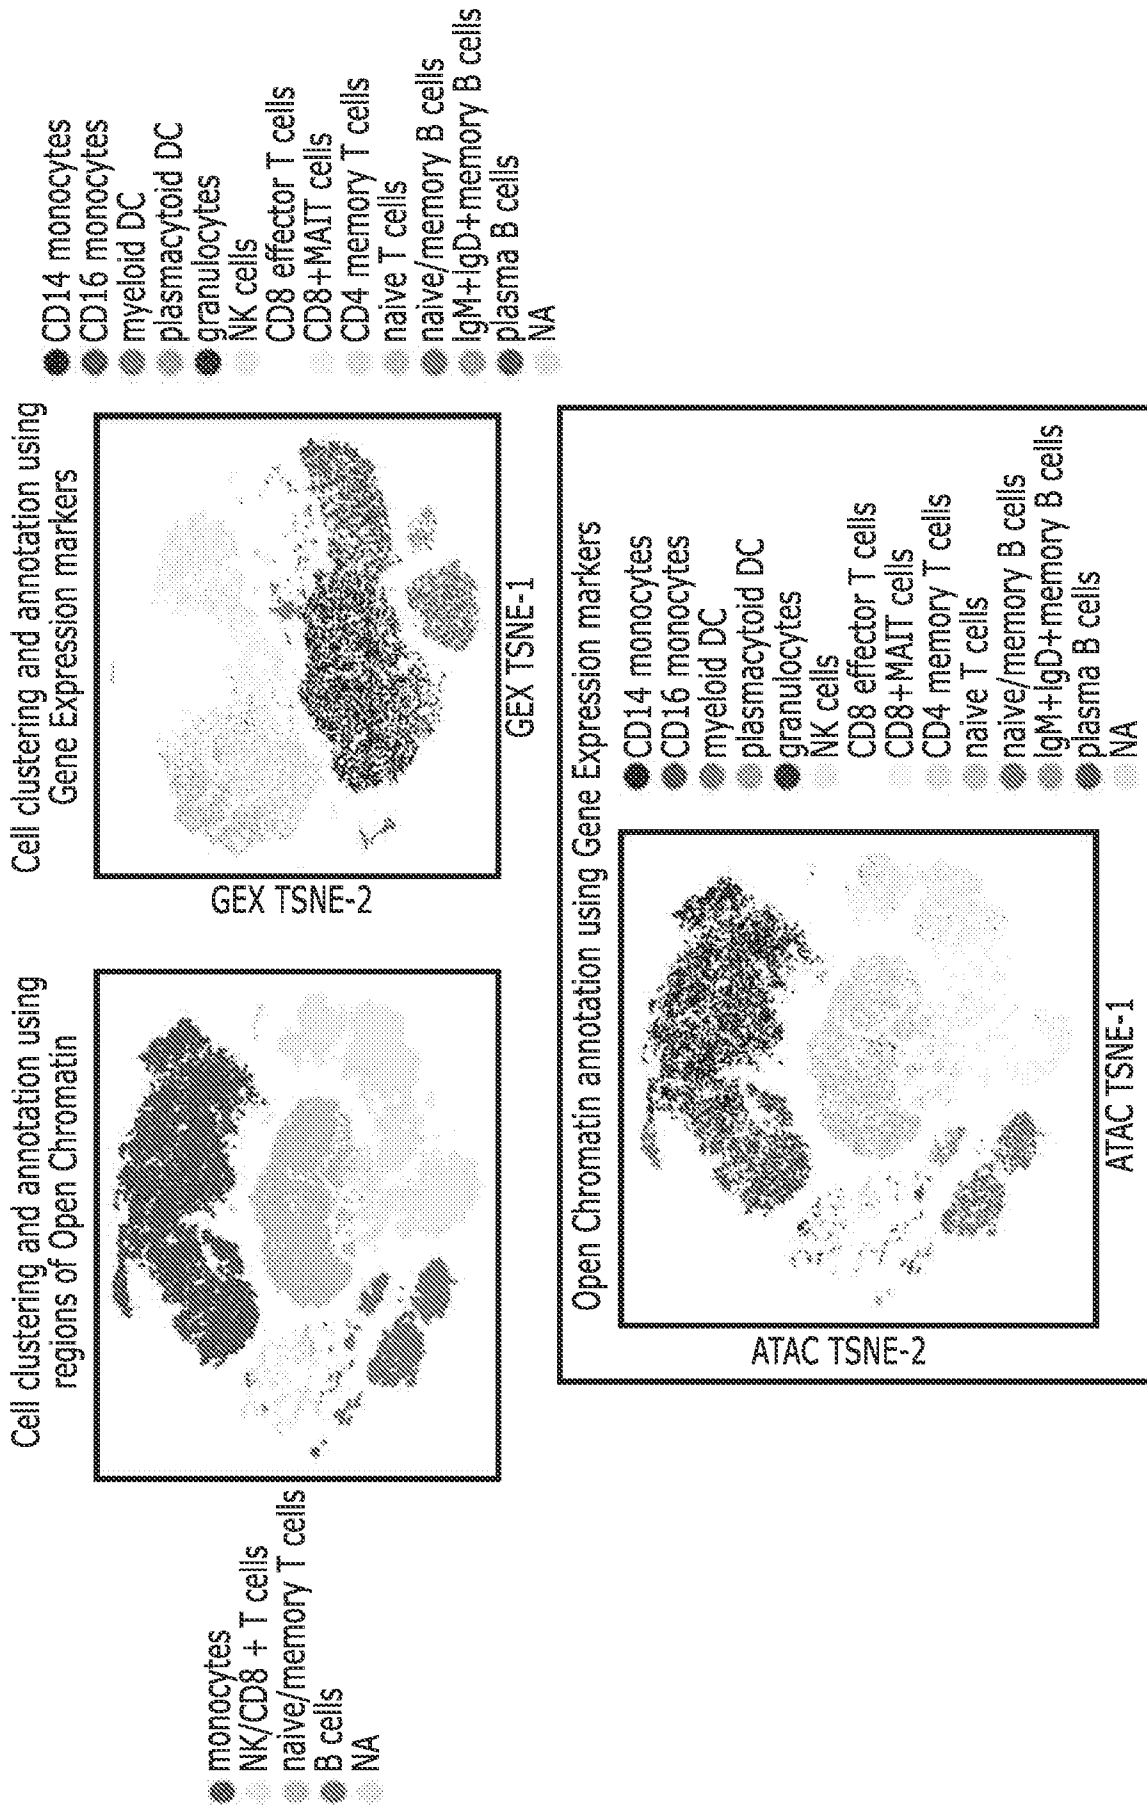 monocytes
NK/CD8 + T cells
naive/memory T cells
B cells
NA
Cell clustering and annotation using
regions of Open Chromatin
Cell clustering and annotation using
Gene Expression markers
GEX TSNE-2
GEX TSNE-1
CD14 monocytes
CD16 monocytes
myeloid DC
plasmacytoid DC
granulocytes
NK cells
CD8 effector T cells
CD8+MAIT cells
CD4 memory T cells
naive T cells
naive/memory B cells
IgM+IgD+memory B cells
plasma B cells
NA
Open Chromatin annotation using Gene Expression markers
ATAC TSNE-2
ATAC TSNE-1
CD14 monocytes
CD16 monocytes
myeloid DC
plasmacytoid DC
granulocytes
NK cells
CD8 effector T cells
CD8+MAIT cells
CD4 memory T cells
naive T cells
naive/memory B cells
IgM+IgD+memory B cells
plasma B cells
NA